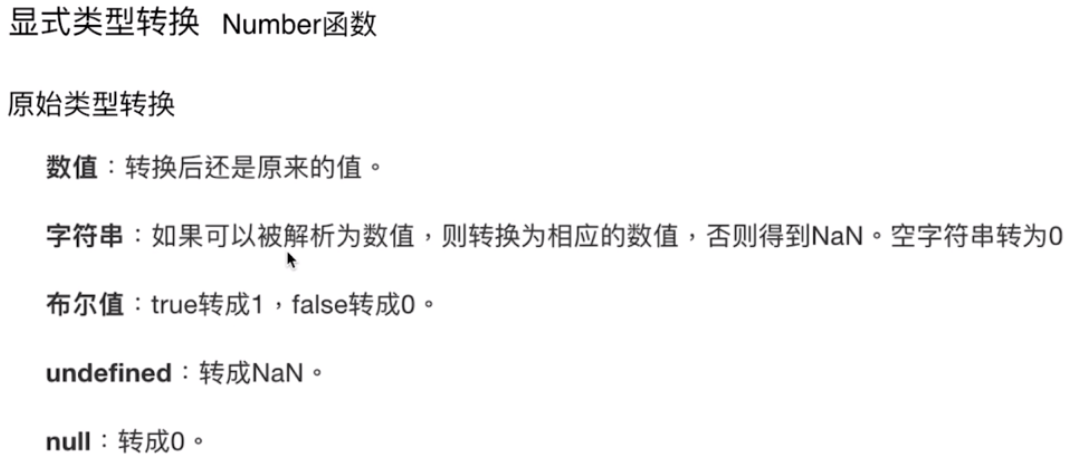 显式类型转换 Number函数
原始类型转换
数值：转换后还是原来的值。
字符串：如果可以被解析为数值，则转换为相应的数值，否则得到NaN。空字符串转为0
布尔值：true转成1，false转成0。
undefined：转成NaN。
null：转成0。